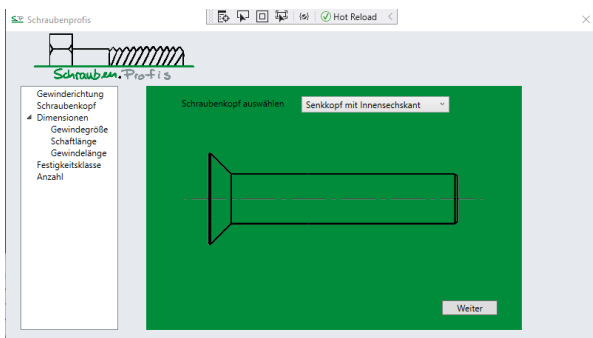 SP Schraubenprofis
Hot Reload
Schrauben.Profis
Gewinderichtung
Schraubenkopf
Dimensionen
Gewindegröße
Schaftlänge
Gewindelänge
Festigkeitsklasse
Anzahl
Schraubenkopf auswählen
Senkkopf mit Innensechskant
Weiter